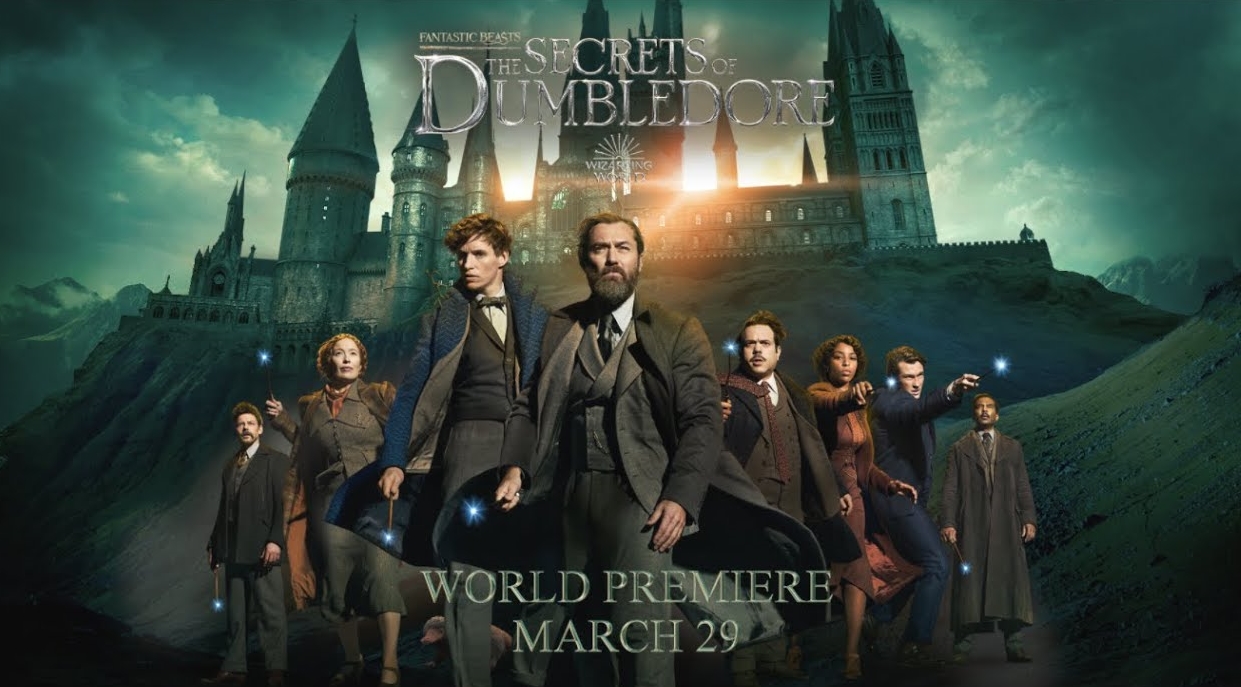 FANTASTIC BEASTS
THE SECRETS OF
DUMBLEDORE
WIZARDING
WORLD
WORLD PREMIERE
MARCH 29